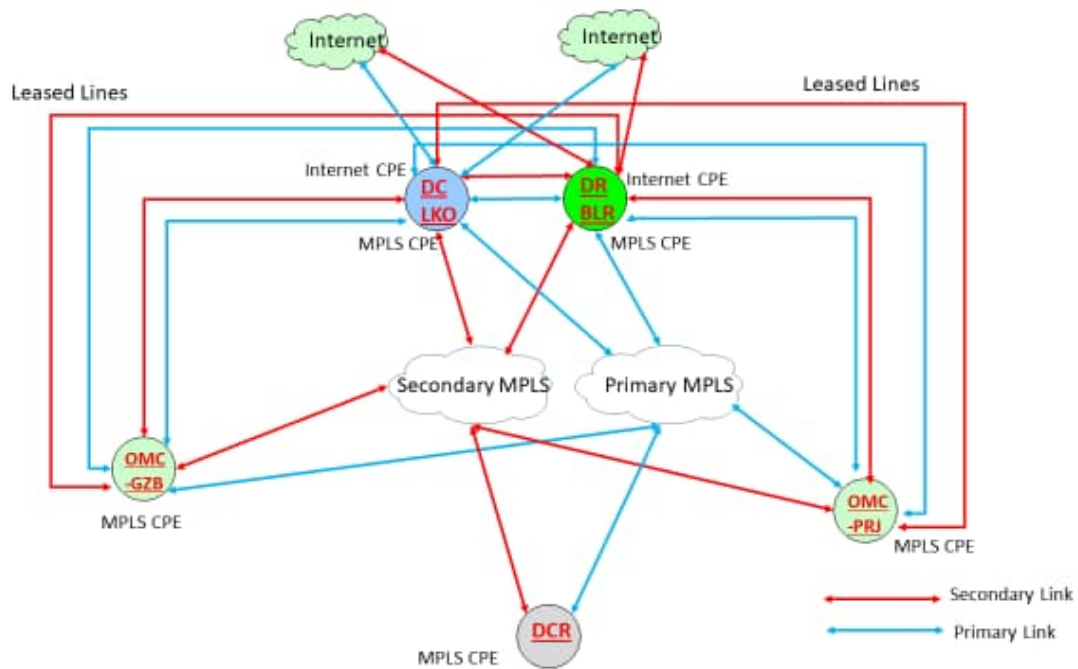 Internet
Internet
Leased Lines
Leased Lines
Internet CPE
DC
LKO
DR
BLR
Internet CPE
MPLS CPE
MPLS CPE
Secondary MPLS
Primary MPLS
OMC
-GZB
MPLS CPE
OMC
-PRJ
MPLS CPE
Secondary Link
DCR
Primary Link
MPLS CPE